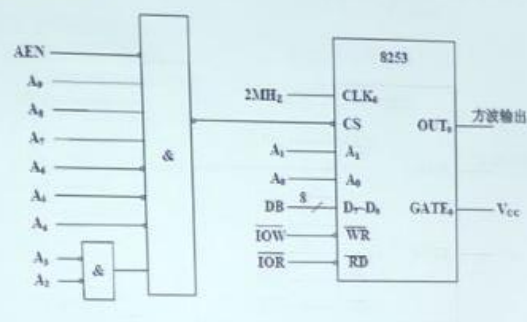 AEN
A₉
A₈
A₇
A₆
A₅
A₄
A₃
A₂
&
&
8253
2MHz
CLK₀
CS
A₁
A₁
A₀
A₀
DB
8
D₇~D₀
IOW
WR
IOR
RD
OUT₀
方波输出
GATE₀
Vcc